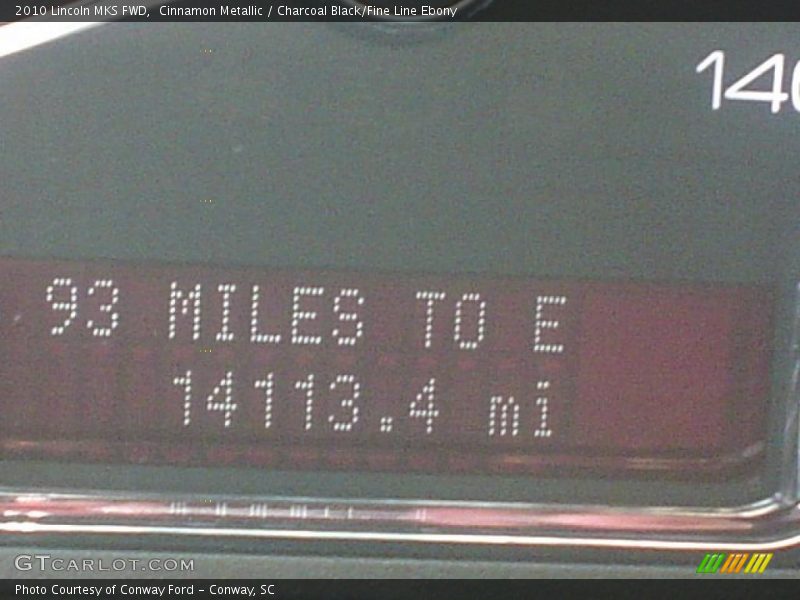 2010 Lincoln MKS FWD,  Cinnamon Metallic / Charcoal Black/Fine Line Ebony
140
93 MILES TO E
14113.4 mi
GTCARLOT.COM
Photo Courtesy of Conway Ford – Conway, SC